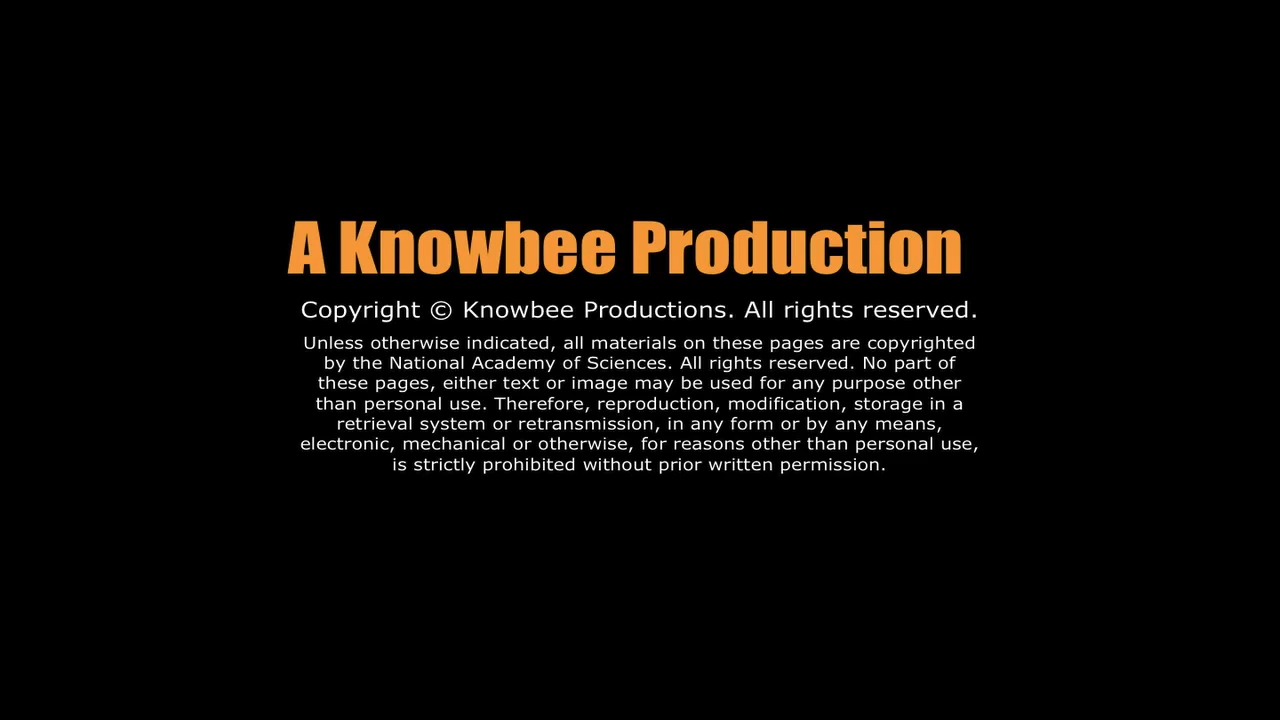 A Knowbee Production
Copyright © Knowbee Productions. All rights reserved.
Unless otherwise indicated, all materials on these pages are copyrighted
by the National Academy of Sciences. All rights reserved. No part of
these pages, either text or image may be used for any purpose other
than personal use. Therefore, reproduction, modification, storage in a
retrieval system or retransmission, in any form or by any means,
electronic, mechanical or otherwise, for reasons other than personal use,
is strictly prohibited without prior written permission.